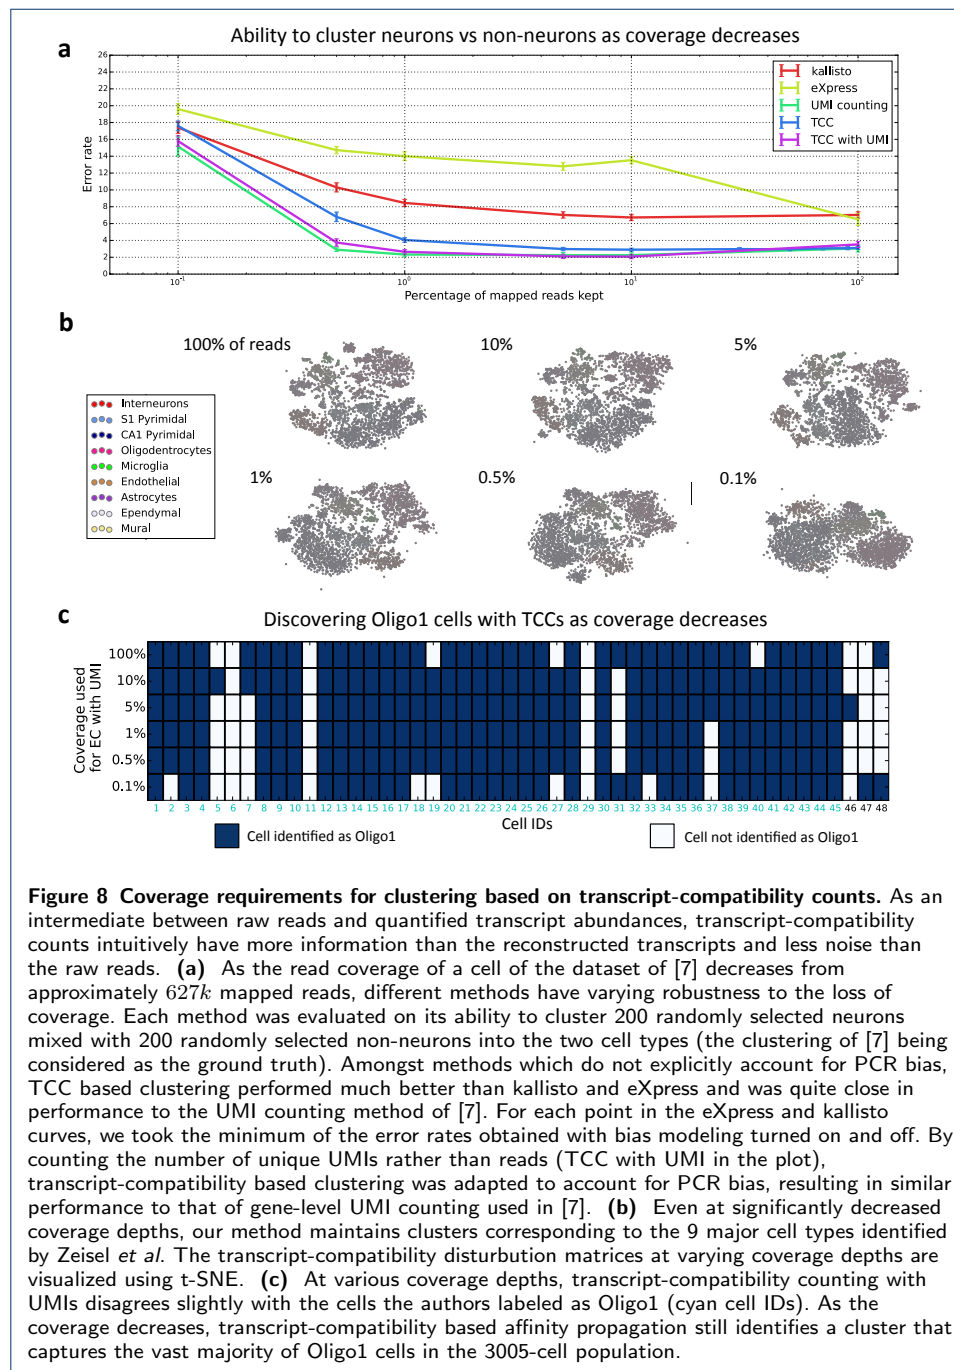 a
Ability to cluster neurons vs non-neurons as coverage decreases
26
24
22
20
18
16
14
12
10
8
6
4
2
0
Error rate
10⁻¹
10⁰
10¹
10²
Percentage of mapped reads kept
kallisto
eXpress
UMI counting
TCC
TCC with UMI
b
100% of reads
10%
5%
1%
0.5%
0.1%
Interneurons
S1 Pyrimidal
CA1 Pyrimidal
Oligodentrocytes
Microglia
Endothelial
Astrocytes
Ependymal
Mural
c
Discovering Oligo1 cells with TCCs as coverage decreases
Coverage used
for EC with UMI
100%
10%
5%
1%
0.5%
0.1%
1 2 3 4 5 6 7 8 9 10 11 12 13 14 15 16 17 18 19 20 21 22 23 24 25 26 27 28 29 30 31 32 33 34 35 36 37 38 39 40 41 42 43 44 45 46 47 48
Cell IDs
Cell identified as Oligo1
Cell not identified as Oligo1
Figure 8 Coverage requirements for clustering based on transcript-compatibility counts. As an
intermediate between raw reads and quantified transcript abundances, transcript-compatibility
counts intuitively have more information than the reconstructed transcripts and less noise than
the raw reads. (a) As the read coverage of a cell of the dataset of [7] decreases from
approximately 627k mapped reads, different methods have varying robustness to the loss of
coverage. Each method was evaluated on its ability to cluster 200 randomly selected neurons
mixed with 200 randomly selected non-neurons into the two cell types (the clustering of [7] being
considered as the ground truth). Amongst methods which do not explicitly account for PCR bias,
TCC based clustering performed much better than kallisto and eXpress and was quite close in
performance to the UMI counting method of [7]. For each point in the eXpress and kallisto
curves, we took the minimum of the error rates obtained with bias modeling turned on and off. By
counting the number of unique UMIs rather than reads (TCC with UMI in the plot),
transcript-compatibility based clustering was adapted to account for PCR bias, resulting in similar
performance to that of gene-level UMI counting used in [7]. (b) Even at significantly decreased
coverage depths, our method maintains clusters corresponding to the 9 major cell types identified
by Zeisel et al. The transcript-compatibility disturbution matrices at varying coverage depths are
visualized using t-SNE. (c) At various coverage depths, transcript-compatibility counting with
UMIs disagrees slightly with the cells the authors labeled as Oligo1 (cyan cell IDs). As the
coverage decreases, transcript-compatibility based affinity propagation still identifies a cluster that
captures the vast majority of Oligo1 cells in the 3005-cell population.